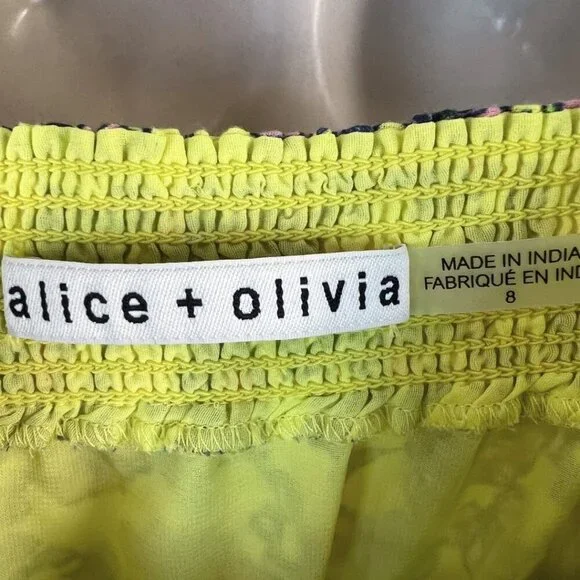 alice + olivia
MADE IN INDIA
FABRIQUÉ EN IND
8